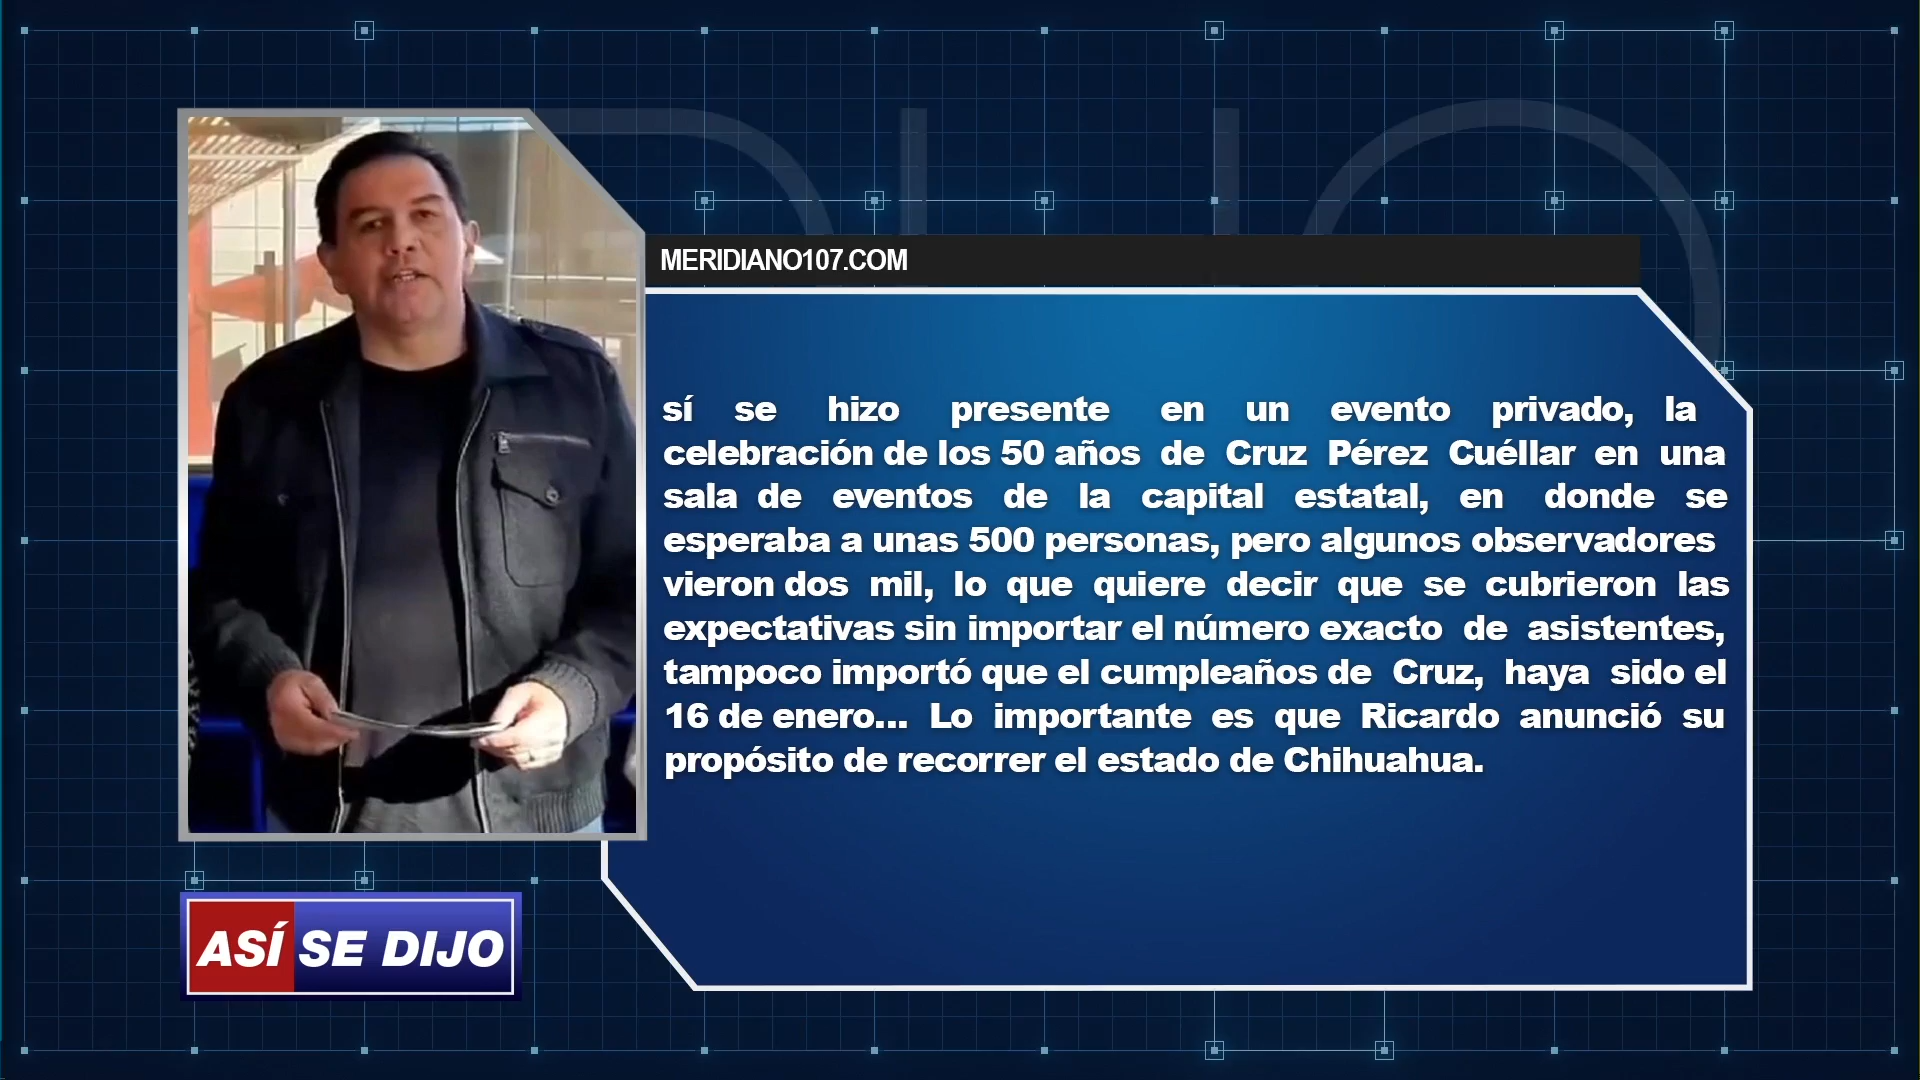 MERIDIANO107.COM
sí se hizo presente en un evento privado, la
celebración de los 50 años de Cruz Pérez Cuéllar en una
sala de eventos de la capital estatal, en donde se
esperaba a unas 500 personas, pero algunos observadores
vieron dos mil, lo que quiere decir que se cubrieron las
expectativas sin importar el número exacto de asistentes,
tampoco importó que el cumpleaños de Cruz, haya sido el
16 de enero... Lo importante es que Ricardo anunció su
propósito de recorrer el estado de Chihuahua.
ASÍ SE DIJO